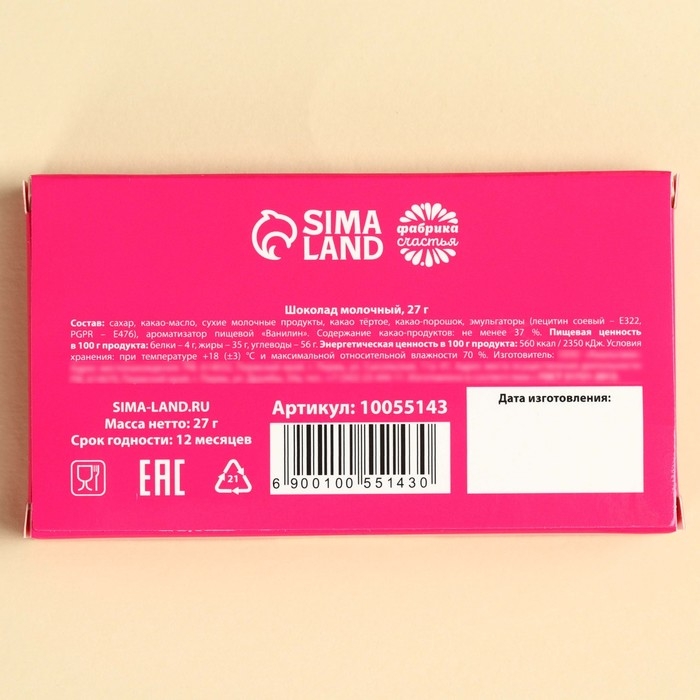 SIMA
LAND
фабрика
счастья
Шоколад молочный, 27 г
Состав: сахар, какао-масло, сухие молочные продукты, какао тёртое, какао-порошок, эмульгаторы (лецитин соевый – Е322,
PGPR – Е476), ароматизатор пищевой «Ванилин». Содержание какао-продуктов: не менее 37 %. Пищевая ценность
в 100 г продукта: белки – 4 г, жиры – 35 г, углеводы – 56 г. Энергетическая ценность в 100 г продукта: 560 ккал / 2350 кДж. Условия
хранения: при температуре +18 (±3) °С и максимальной относительной влажности 70 %. Изготовитель:
SIMA-LAND.RU
Масса нетто: 27 г
Срок годности: 12 месяцев
EAC
21
Артикул: 10055143
6 900100 551430
Дата изготовления: